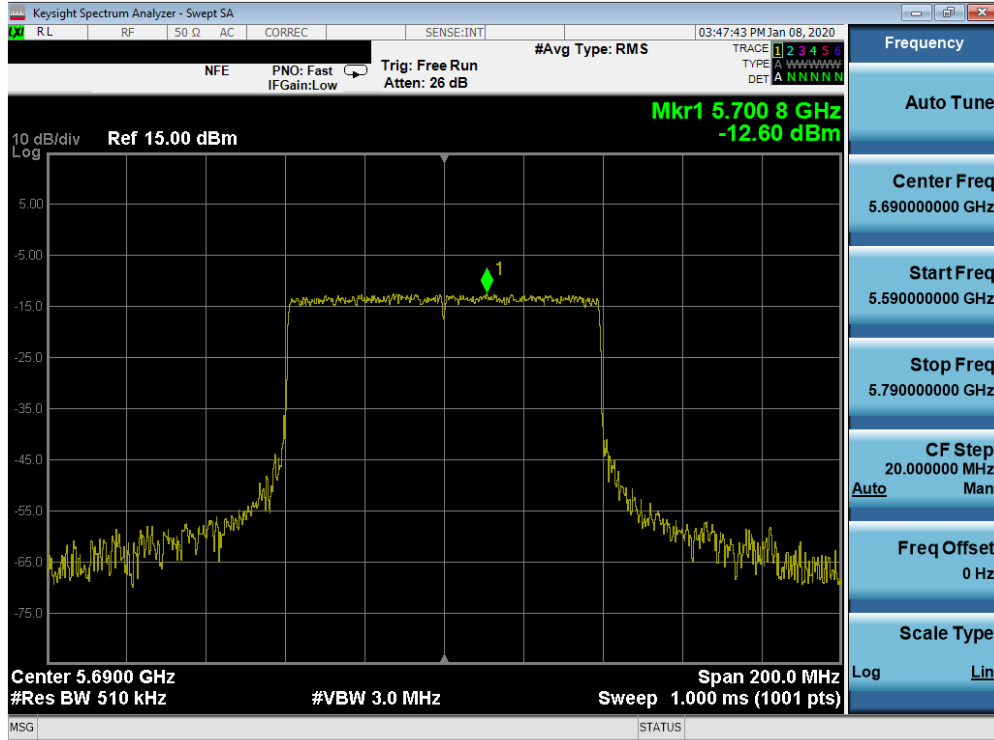 Keysight Spectrum Analyzer - Swept SA
LXI RL RF 50 Ω AC CORREC SENSE:INT 03:47:43 PM Jan 08, 2020
#Avg Type: RMS TRACE 1 2 3 4 5 6
NFE PNO: Fast Trig: Free Run TYPE A WWWWW
IFGain:Low Atten: 26 dB DET A N N N N N
Mkr1 5.700 8 GHz
-12.60 dBm
10 dB/div Ref 15.00 dBm
Log
5.00
-5.00
1
-15.0
-25.0
-35.0
-45.0
-55.0
-65.0
-75.0
Center 5.6900 GHz Span 200.0 MHz
#Res BW 510 kHz #VBW 3.0 MHz Sweep 1.000 ms (1001 pts)
MSG STATUS
Frequency
Auto Tune
Center Freq
5.690000000 GHz
Start Freq
5.590000000 GHz
Stop Freq
5.790000000 GHz
CF Step
20.000000 MHz
Auto Man
Freq Offset
0 Hz
Scale Type
Log Lin